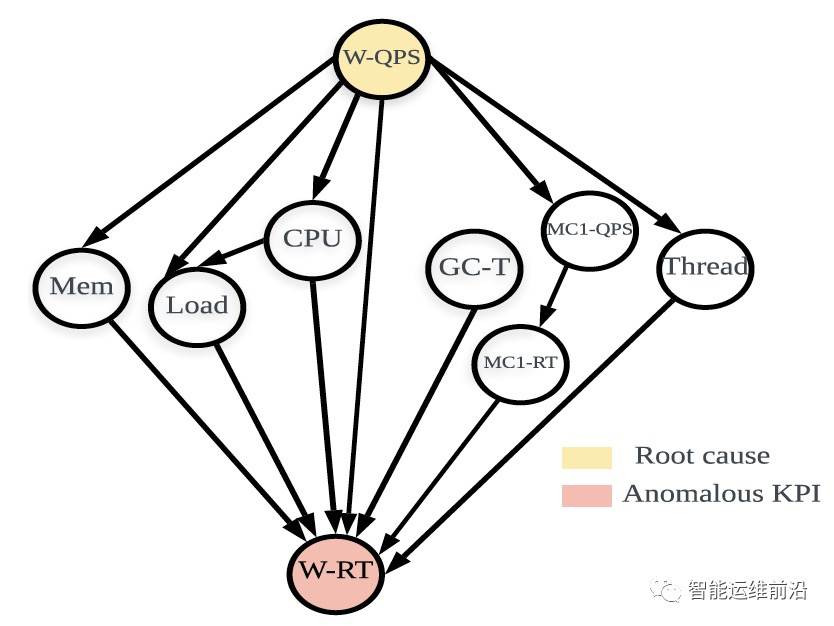 W-QPS
MC1-QPS
CPU
GC-T
Thread
Mem
Load
MC1-RT
Root cause
Anomalous KPI
W-RT
智能运维前沿